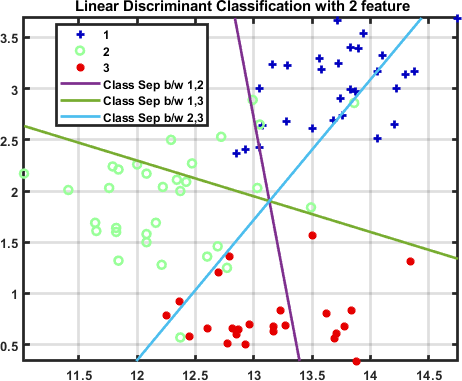 Linear Discriminant Classification with 2 feature
1
2
3
Class Sep b/w 1,2
Class Sep b/w 1,3
Class Sep b/w 2,3
3.5
3
2.5
2
1.5
1
0.5
11.5 12 12.5 13 13.5 14 14.5